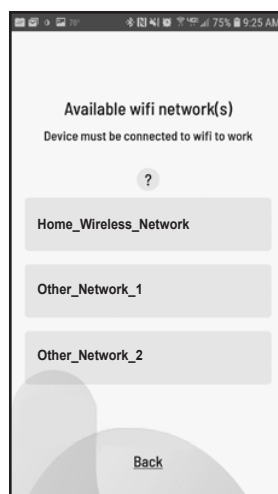 70° 75% 9:25 AM
Available wifi network(s)
Device must be connected to wifi to work
?
Home_Wireless_Network
Other_Network_1
Other_Network_2
Back